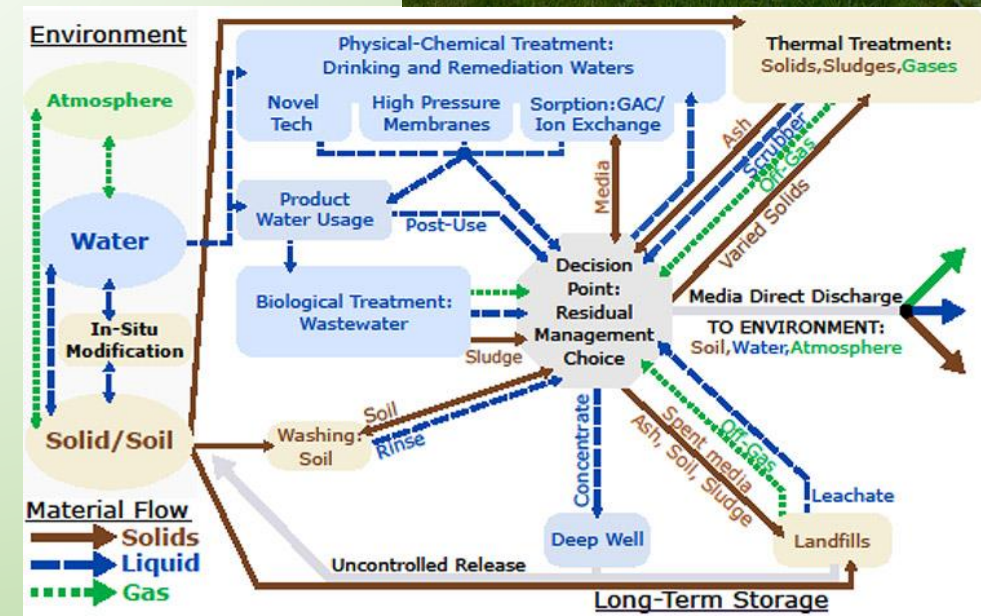 Environment
Atmosphere
Water
In-Situ
Modification
Solid/Soil
Material Flow
Solids
Liquid
Gas
Physical-Chemical Treatment:
Drinking and Remediation Waters
Novel
Tech
High Pressure
Membranes
Sorption:GAC/
Ion Exchange
Thermal Treatment:
Solids,Sludges,Gases
Ash
Scrubber
Off-Gas
Varied Solids
Media
Product
Water Usage
Post-Use
Biological Treatment:
Wastewater
Sludge
Decision
Point:
Residual
Management
Choice
Media Direct Discharge
TO ENVIRONMENT:
Soil,Water,Atmosphere
Washing:
Soil
Soil
Rinse
Concentrate
Spent media
Ash, Soil, Sludge
Off-Gas
Leachate
Deep Well
Landfills
Uncontrolled Release
Long-Term Storage